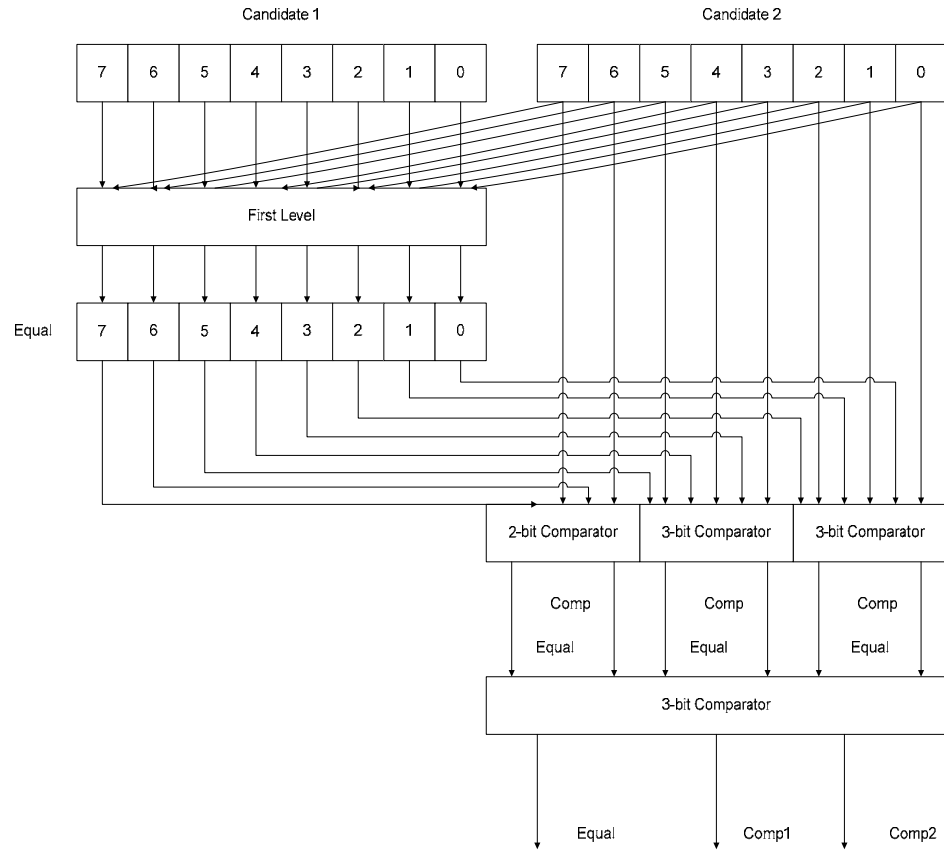 Candidate 1 Candidate 2
7 6 5 4 3 2 1 0 7 6 5 4 3 2 1 0
First Level
Equal 7 6 5 4 3 2 1 0
2-bit Comparator 3-bit Comparator 3-bit Comparator
Comp Comp Comp
Equal Equal Equal
3-bit Comparator
Equal Comp1 Comp2